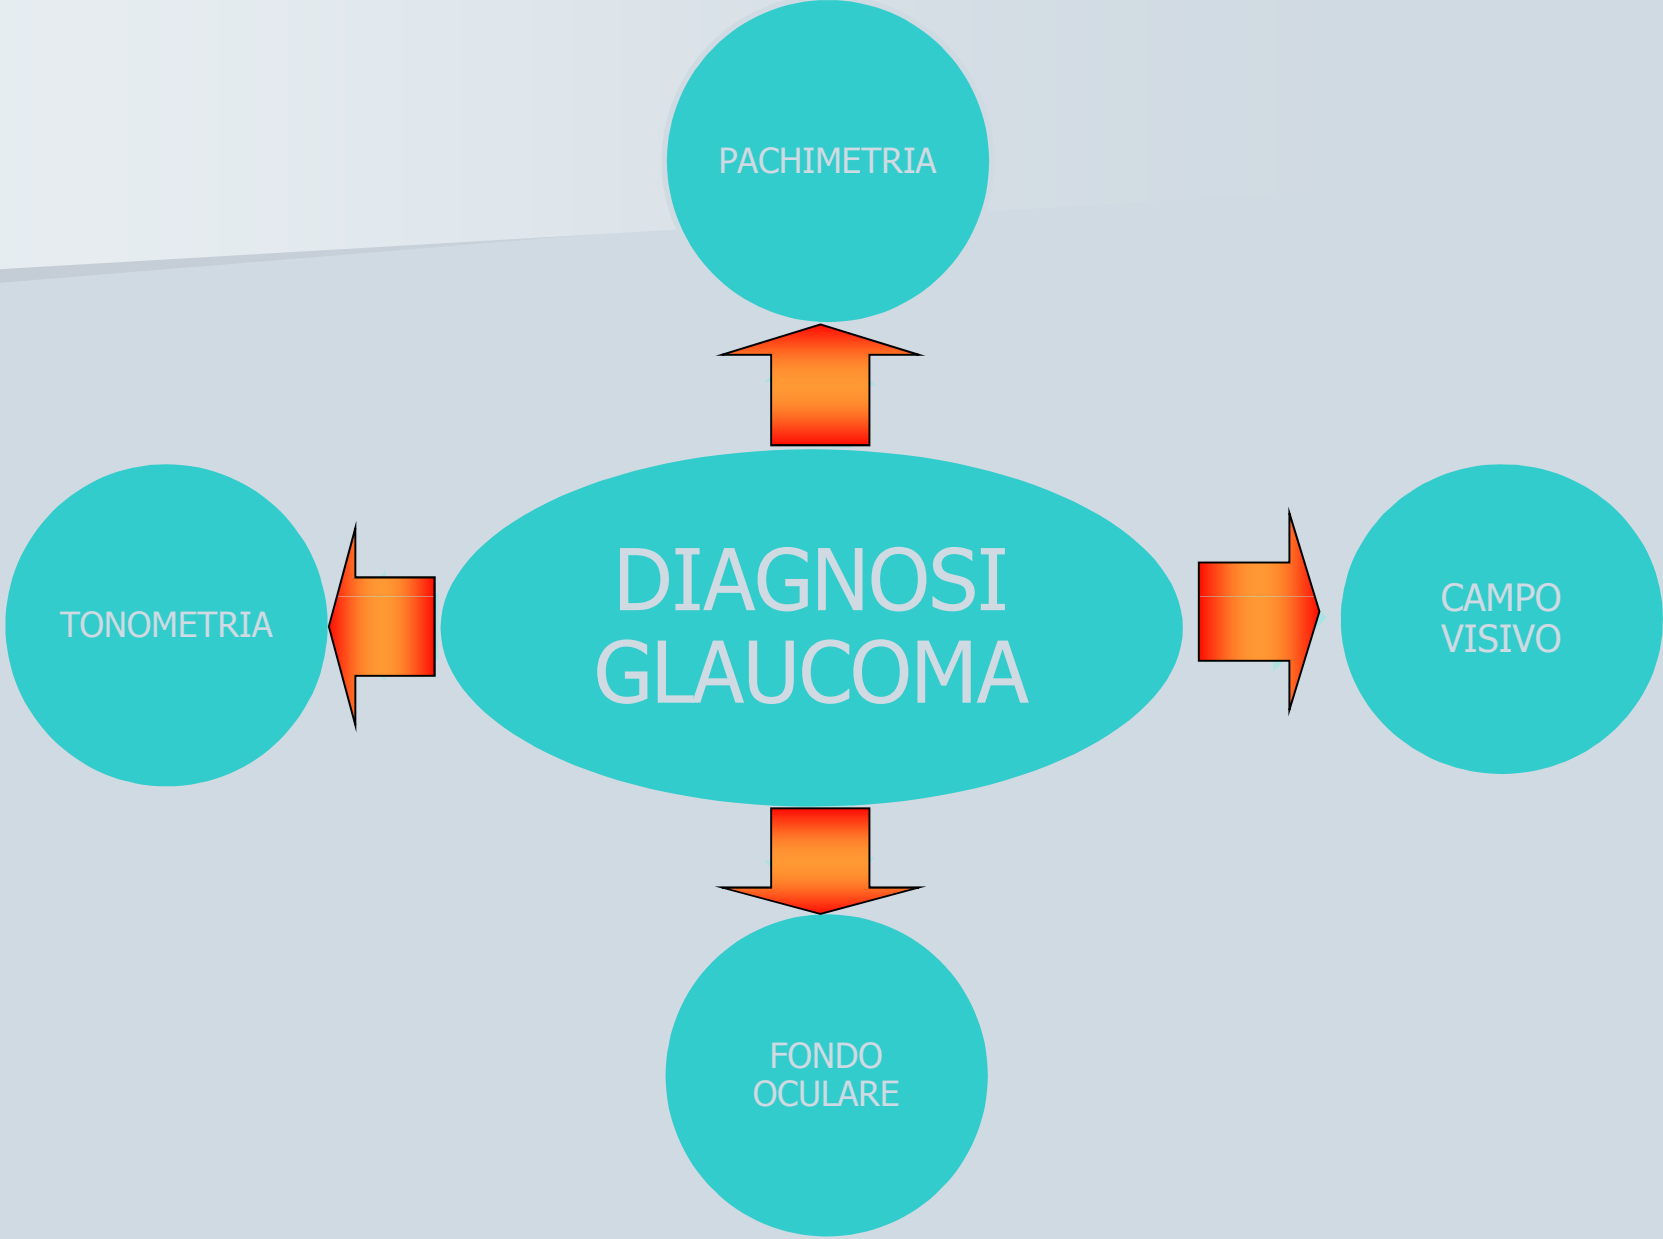 PACHIMETRIA
DIAGNOSI
GLAUCOMA
TONOMETRIA
CAMPO
VISIVO
FONDO
OCULARE